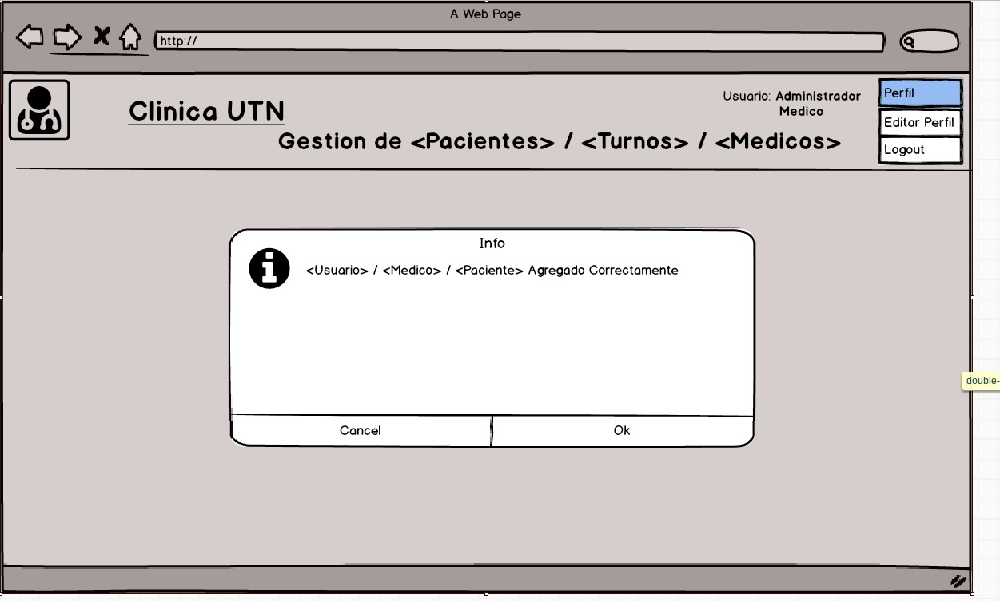 A Web Page
http://
Clinica UTN
Usuario: Administrador
Medico
Gestion de <Pacientes> / <Turnos> / <Medicos>
Perfil
Editar Perfil
Logout
Info
<Usuario> / <Medico> / <Paciente> Agregado Correctamente
Cancel
Ok
double-